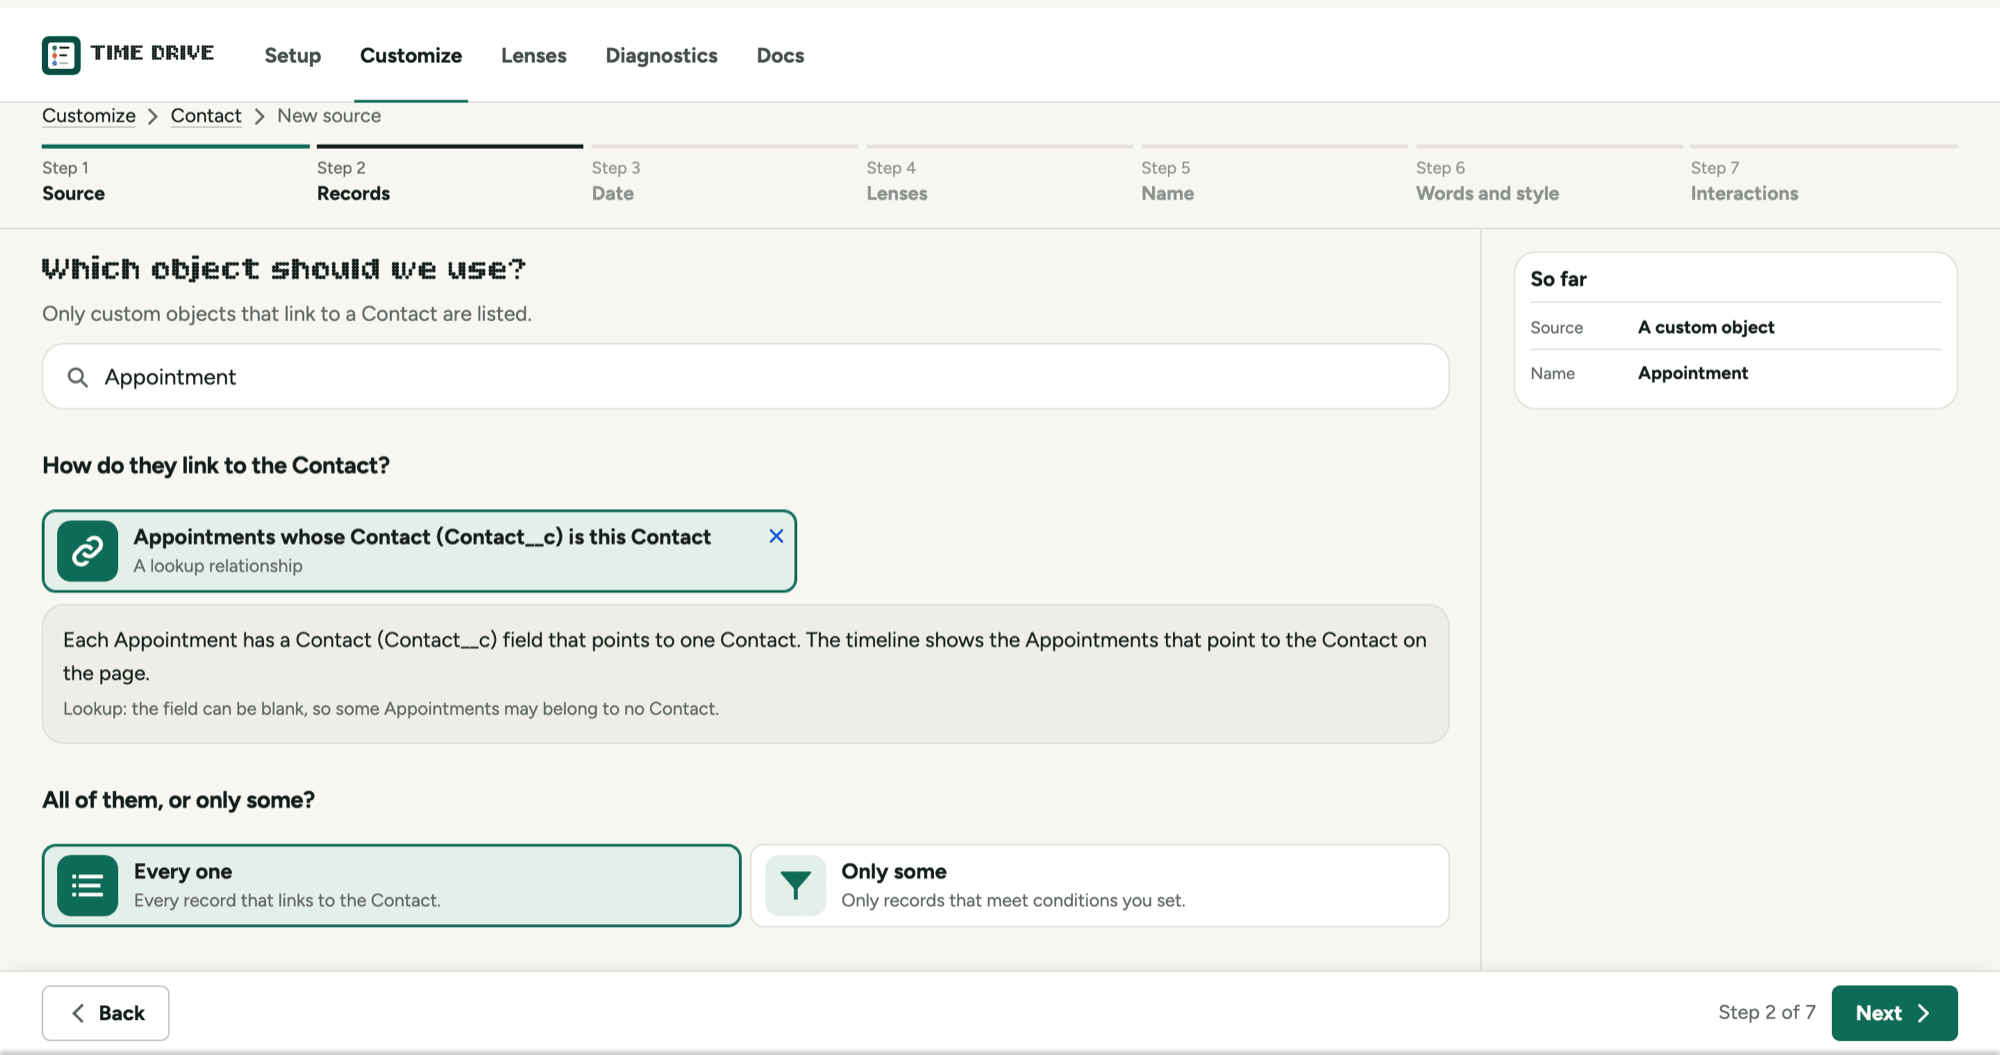 TIME DRIVE
Setup
Customize
Lenses
Diagnostics
Docs
Customize > Contact > New source
Step 1
Source
Step 2
Records
Step 3
Date
Step 4
Lenses
Step 5
Name
Step 6
Words and style
Step 7
Interactions
Which object should we use?
Only custom objects that link to a Contact are listed.
Appointment
How do they link to the Contact?
Appointments whose Contact (Contact__c) is this Contact
A lookup relationship
Each Appointment has a Contact (Contact__c) field that points to one Contact. The timeline shows the Appointments that point to the Contact on
the page.
Lookup: the field can be blank, so some Appointments may belong to no Contact.
All of them, or only some?
Every one
Every record that links to the Contact.
Only some
Only records that meet conditions you set.
So far
Source A custom object
Name Appointment
Back
Step 2 of 7
Next